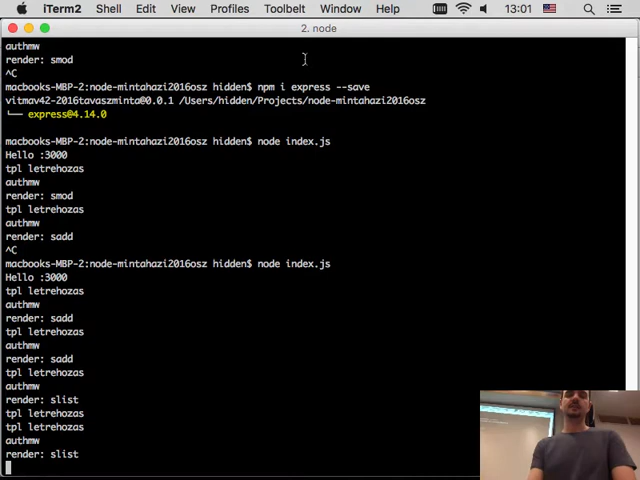 iTerm2 Shell Edit View Profiles Toolbelt Window Help 13:01
2. node
authmw
render: smod
^C
macbooks-MBP-2:node-mintahazi2016osz hidden$ npm i express --save
vitmav42-2016tavaszminta@0.0.1 /Users/hidden/Projects/node-mintahazi2016osz
└── express@4.14.0
macbooks-MBP-2:node-mintahazi2016osz hidden$ node index.js
Hello :3000
tpl letrehozas
authmw
render: smod
tpl letrehozas
authmw
render: sadd
^C
macbooks-MBP-2:node-mintahazi2016osz hidden$ node index.js
Hello :3000
tpl letrehozas
authmw
render: sadd
tpl letrehozas
authmw
render: sadd
tpl letrehozas
authmw
render: slist
tpl letrehozas
tpl letrehozas
authmw
render: slist